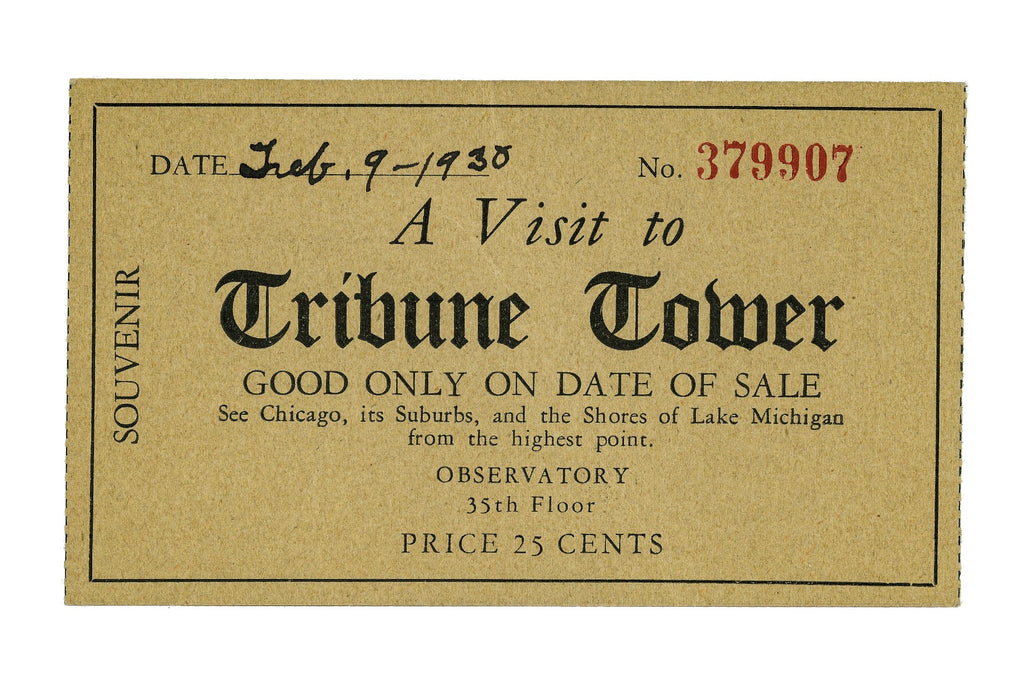 DATE Feb. 9-1930 No. 379907
A Visit to
Tribune Tower
GOOD ONLY ON DATE OF SALE
See Chicago, its Suburbs, and the Shores of Lake Michigan
from the highest point.
OBSERVATORY
35th Floor
PRICE 25 CENTS
SOUVENIR